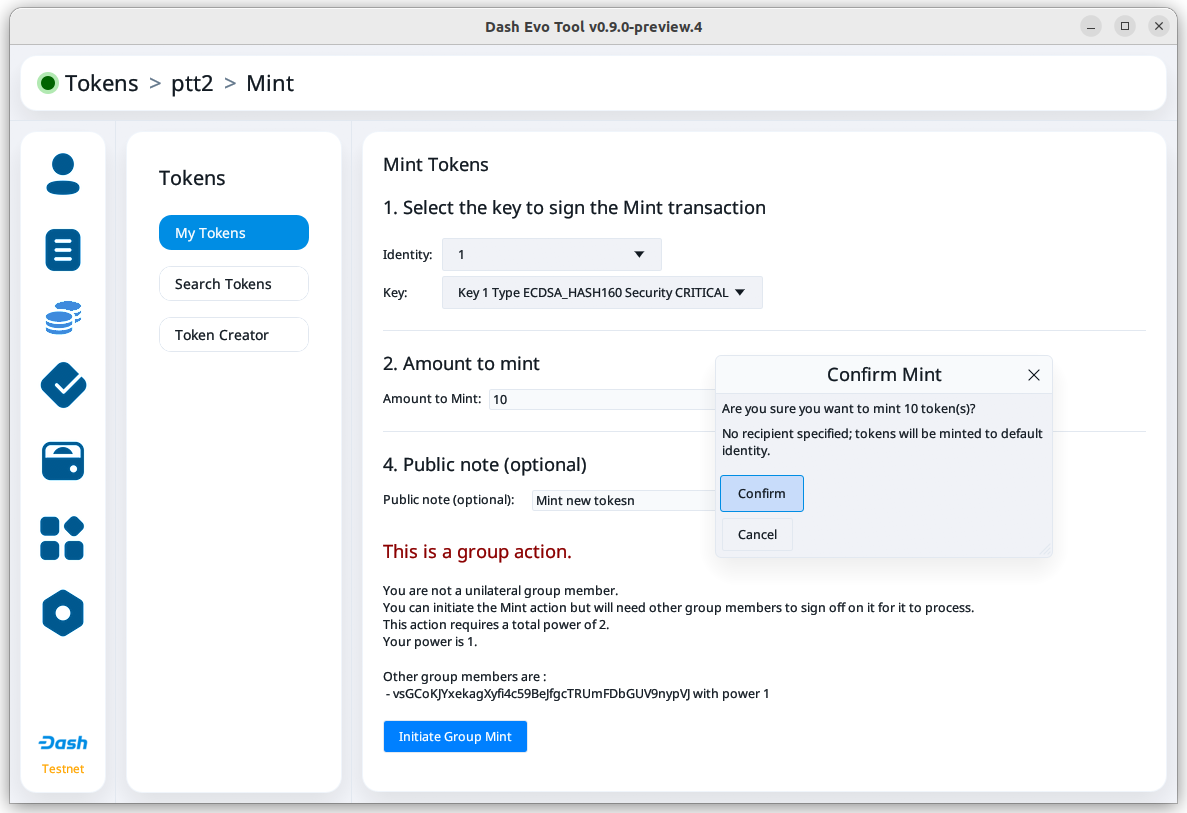 Dash Evo Tool v0.9.0-preview.4
Tokens > ptt2 > Mint
Tokens
My Tokens
Search Tokens
Token Creator
Dash
Testnet
Mint Tokens
1. Select the key to sign the Mint transaction
Identity: 1
Key: Key 1 Type ECDSA_HASH160 Security CRITICAL
2. Amount to mint
Amount to Mint: 10
4. Public note (optional)
Public note (optional): Mint new tokesn
This is a group action.
You are not a unilateral group member.
You can initiate the Mint action but will need other group members to sign off on it for it to process.
This action requires a total power of 2.
Your power is 1.
Other group members are :
- vsGCoKJYxekagXyfi4c59BeJfgcTRUmFDbGUV9nypVJ with power 1
Initiate Group Mint
Confirm Mint
Are you sure you want to mint 10 token(s)?
No recipient specified; tokens will be minted to default
identity.
Confirm
Cancel